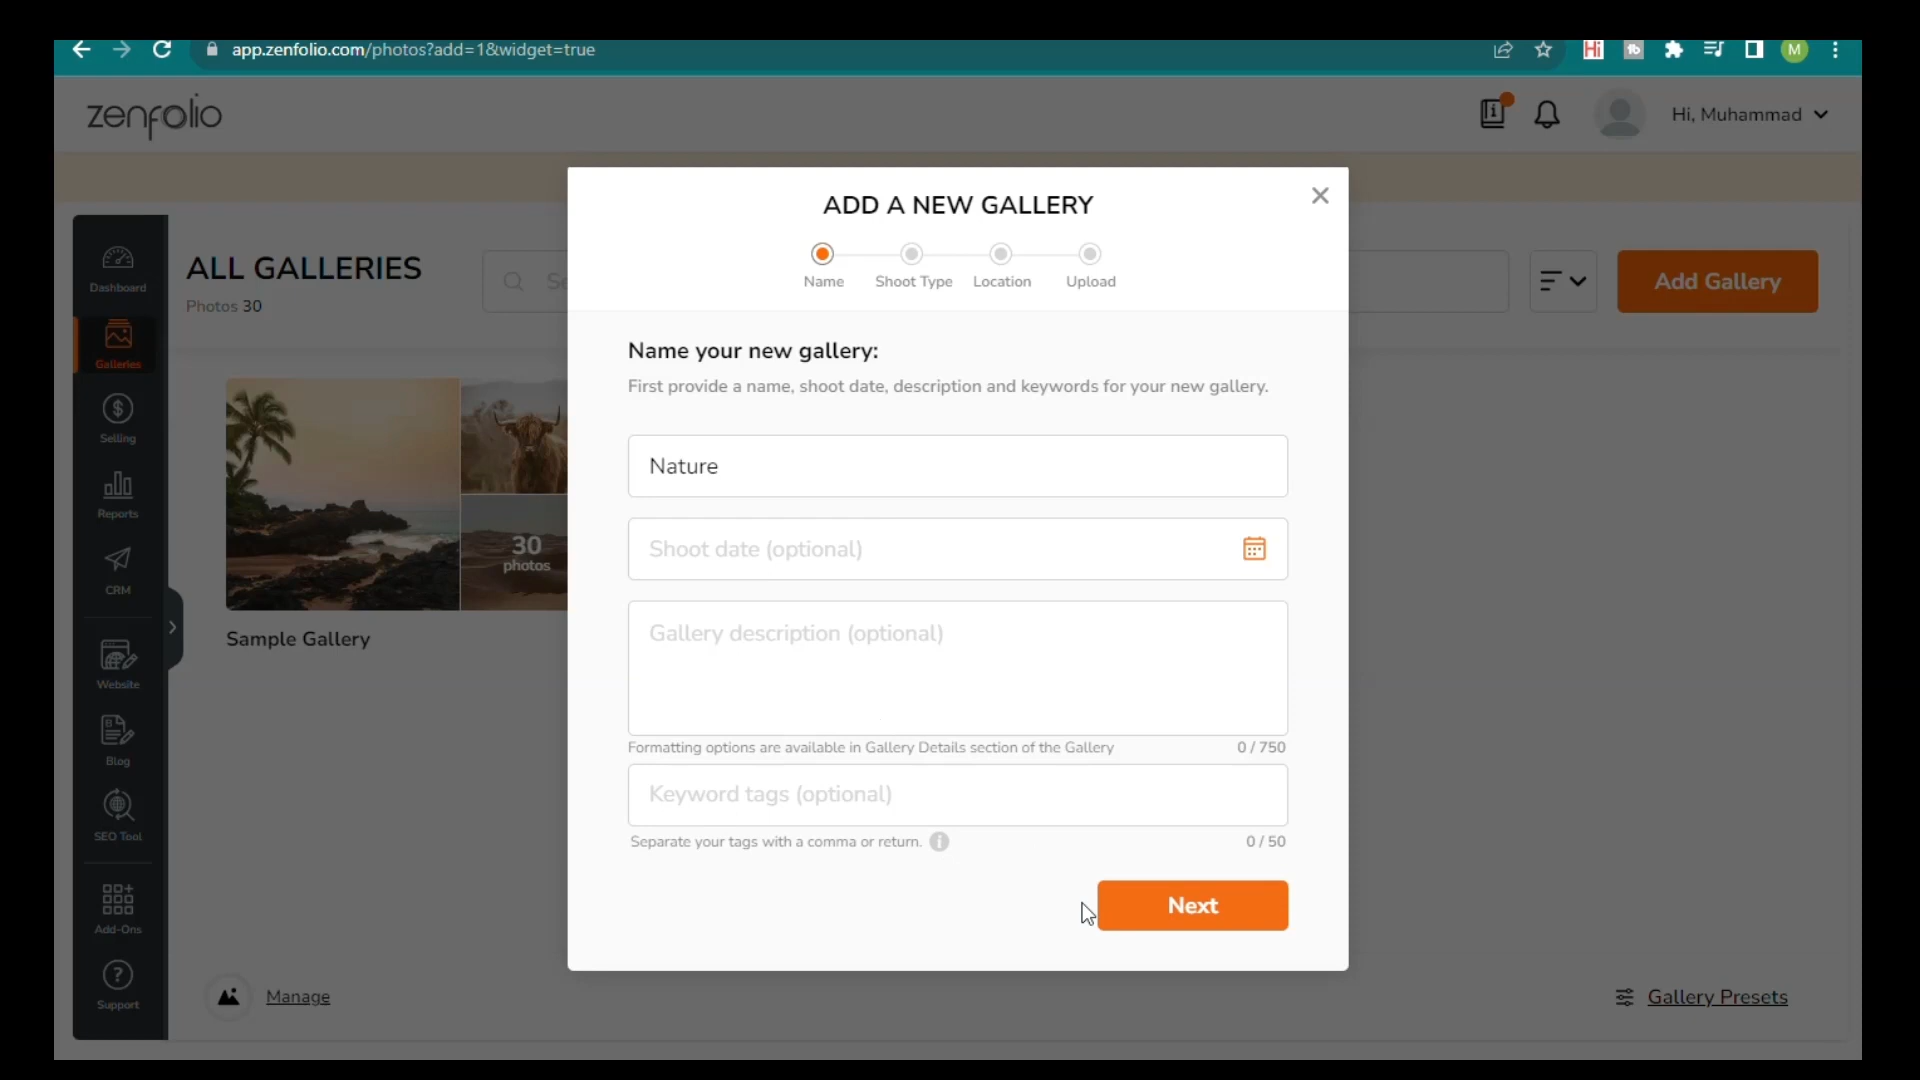 app.zenfolio.com/photos?add=1&widget=true
Hi
tb
M
zenfolio
Hi, Muhammad
ADD A NEW GALLERY
Name
Shoot Type
Location
Upload
Dashboard
ALL GALLERIES
Photos 30
Add Gallery
Galleries
Name your new gallery:
First provide a name, shoot date, description and keywords for your new gallery.
Selling
Nature
Reports
Shoot date (optional)
30
photos
CRM
Gallery description (optional)
Sample Gallery
Website
Formatting options are available in Gallery Details section of the Gallery
0 / 750
Blog
Keyword tags (optional)
SEO Tool
Separate your tags with a comma or return.
0 / 50
Next
Add-Ons
Support
Manage
Gallery Presets